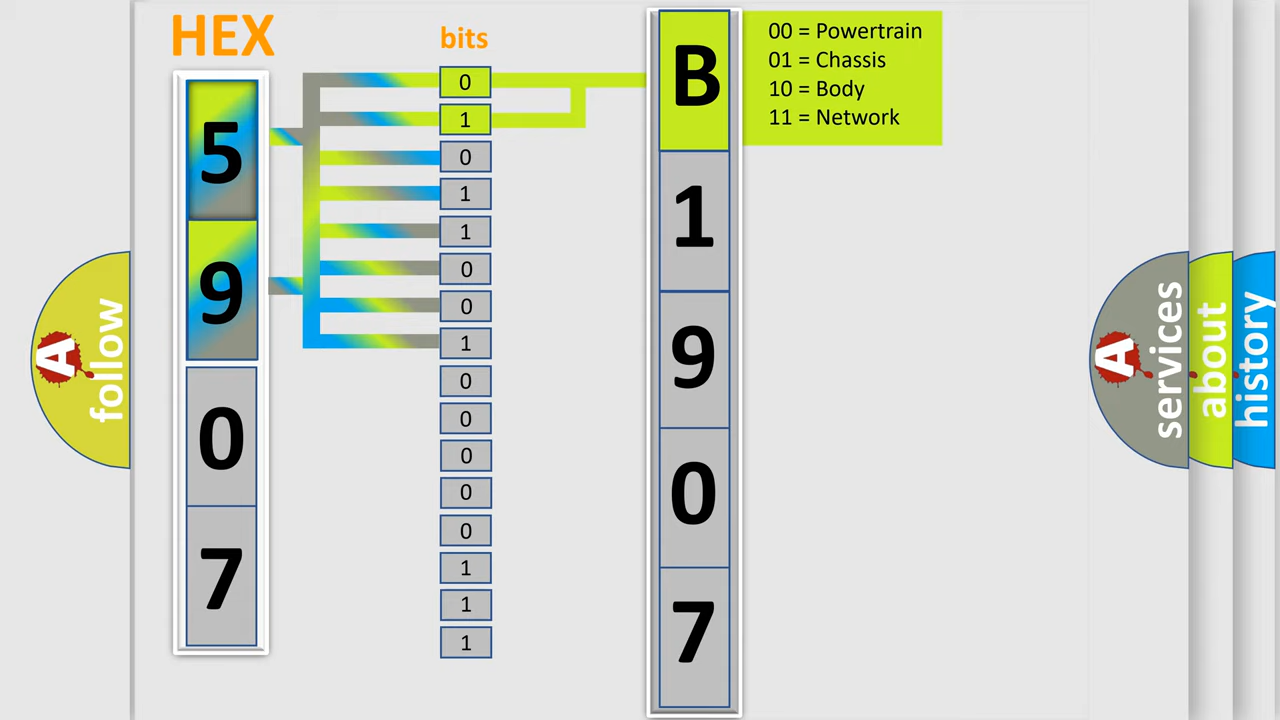 HEX
bits
5
9
0
7
0
1
0
1
1
0
0
1
0
0
0
0
0
1
1
1
B
1
9
0
7
00 = Powertrain
01 = Chassis
10 = Body
11 = Network
A
follow
A
services
about
history